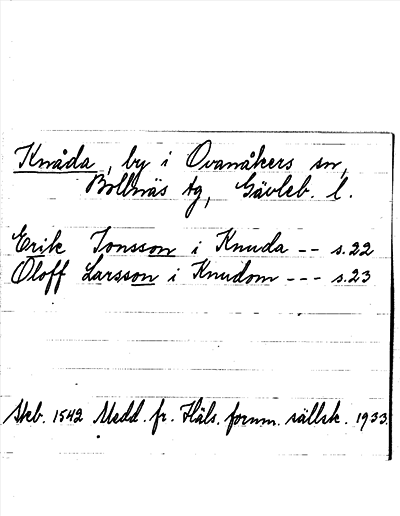 Knåda, by i Ovanåkers sn,
Bollnäs tg, Gävleb. l.
Erik Jonsson i Knuda -- s.22
Oloff Larsson i Knudom --- s.23
Skb. 1542 Medd. fr. Häls. fornm. sällsk. 1933.